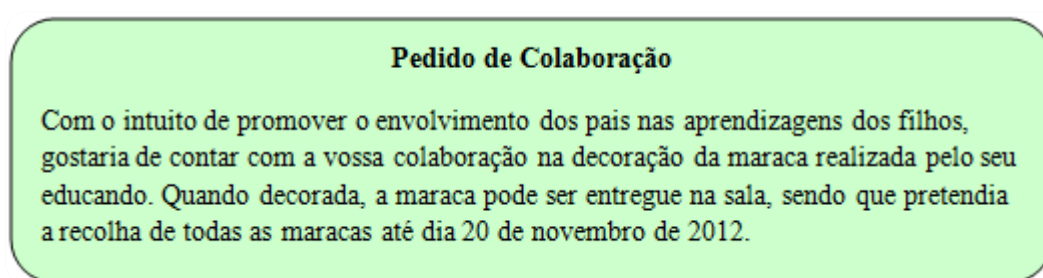 Pedido de Colaboração
Com o intuito de promover o envolvimento dos pais nas aprendizagens dos filhos,
gostaria de contar com a vossa colaboração na decoração da maraca realizada pelo seu
educando. Quando decorada, a maraca pode ser entregue na sala, sendo que pretendia
a recolha de todas as maracas até dia 20 de novembro de 2012.